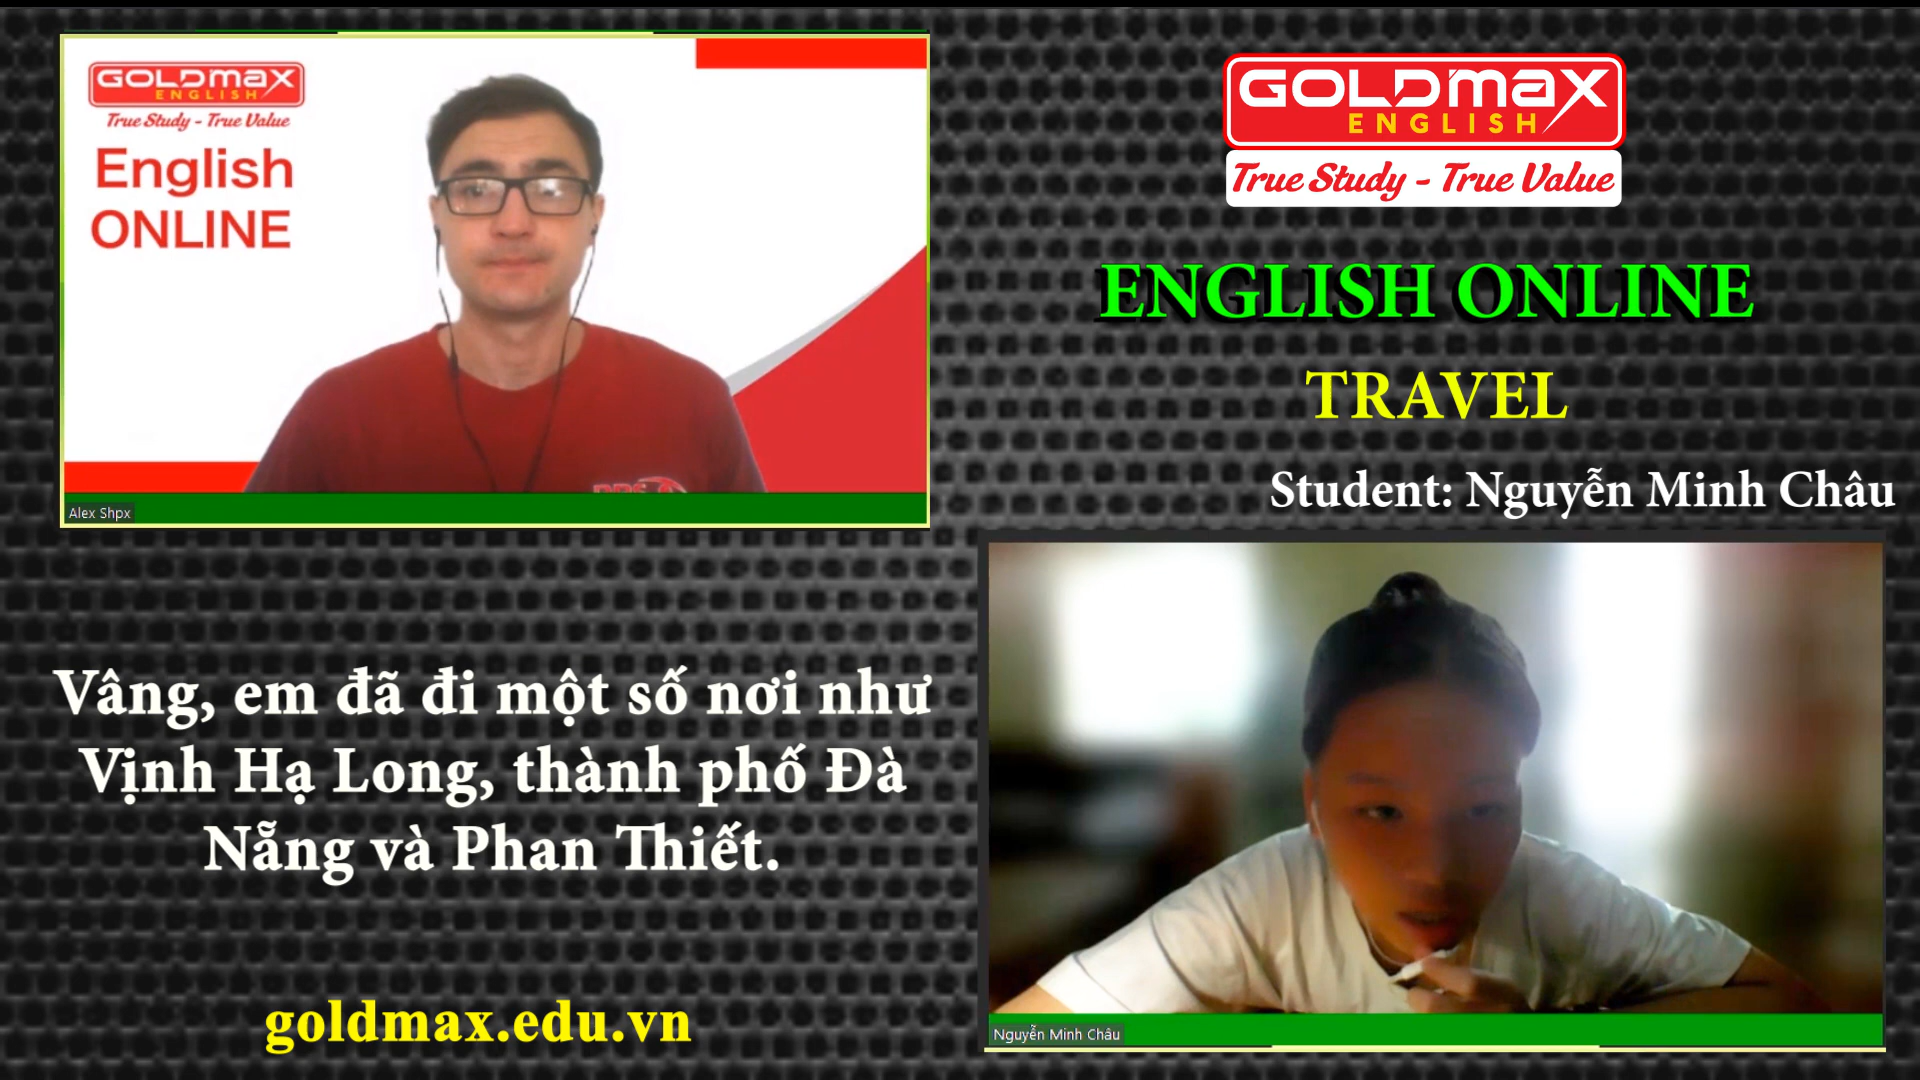 GOLDMAX
ENGLISH
True Study - True Value
English
ONLINE
Alex Shpx
GOLDMAX
ENGLISH
True Study - True Value
ENGLISH ONLINE
TRAVEL
Student: Nguyễn Minh Châu
Vâng, em đã đi một số nơi như
Vịnh Hạ Long, thành phố Đà
Nẵng và Phan Thiết.
goldmax.edu.vn
Nguyễn Minh Châu